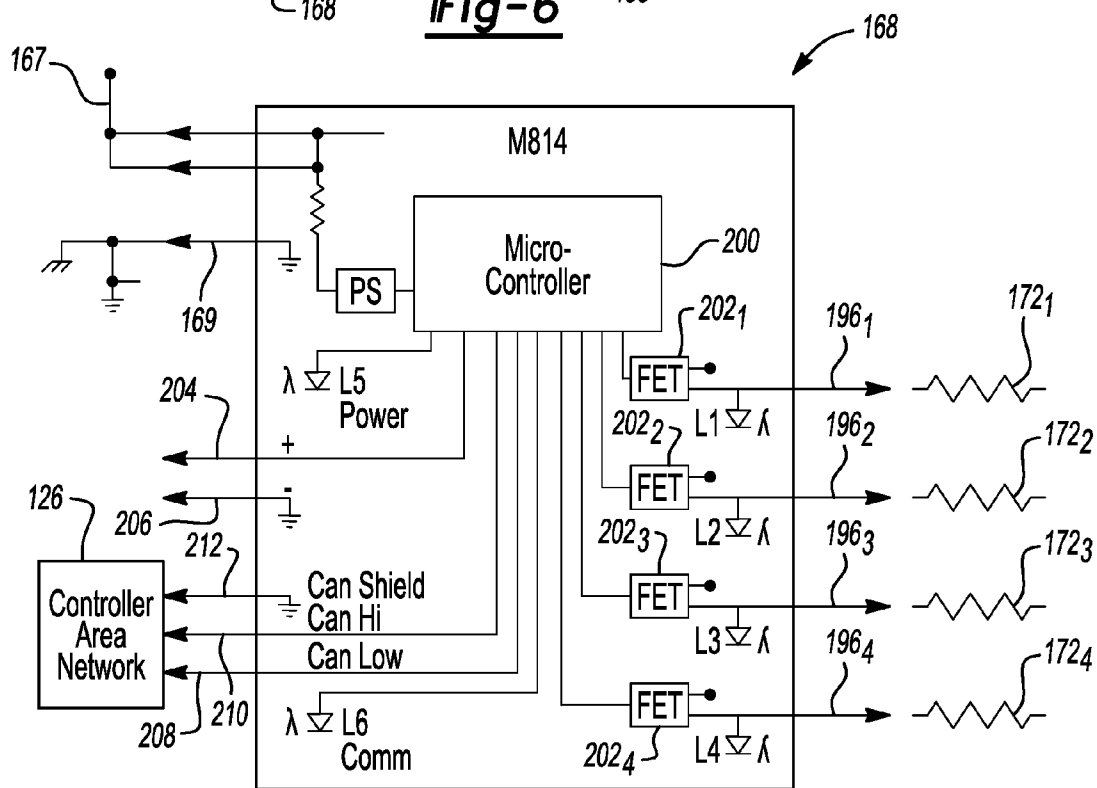 168
Fig-6
168
167
M814
Micro-
Controller
200
PS
169
202₁
FET
196₁
172₁
λ L5
Power
L1 λ
204
+
202₂
FET
196₂
172₂
126
-
206
L2 λ
212
202₃
196₃
172₃
Controller
Area
Network
Can Shield
Can Hi
FET
L3 λ
Can Low
196₄
172₄
210
208
λ L6
Comm
FET
202₄
L4 λ